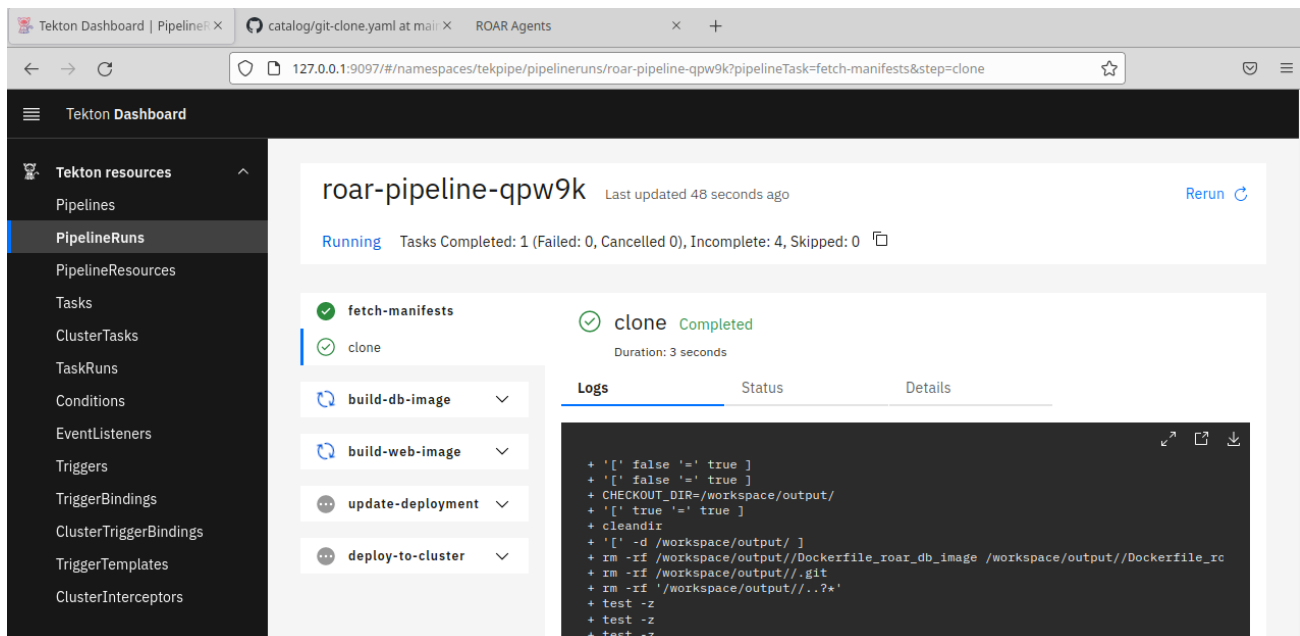 Tekton Dashboard | PipelineR
catalog/git-clone.yaml at main
ROAR Agents
127.0.0.1:9097/#/namespaces/tekpipe/pipelineruns/roar-pipeline-qpw9k?pipelineTask=fetch-manifests&step=clone
Tekton Dashboard
Tekton resources
Pipelines
PipelineRuns
PipelineResources
Tasks
ClusterTasks
TaskRuns
Conditions
EventListeners
Triggers
TriggerBindings
ClusterTriggerBindings
TriggerTemplates
ClusterInterceptors
roar-pipeline-qpw9k Last updated 48 seconds ago
Rerun
Running Tasks Completed: 1 (Failed: 0, Cancelled 0), Incomplete: 4, Skipped: 0
fetch-manifests
clone
build-db-image
build-web-image
update-deployment
deploy-to-cluster
clone Completed
Duration: 3 seconds
Logs Status Details
+ '[' false '=' true ]
+ '[' false '=' true ]
+ CHECKOUT_DIR=/workspace/output/
+ '[' true '=' true ]
+ cleandir
+ '[' -d /workspace/output/ ]
+ rm -rf /workspace/output//Dockerfile_roar_db_image /workspace/output//Dockerfile_rc
+ rm -rf /workspace/output//.git
+ rm -rf '/workspace/output//..?*'
+ test -z
+ test -z
+ test -z